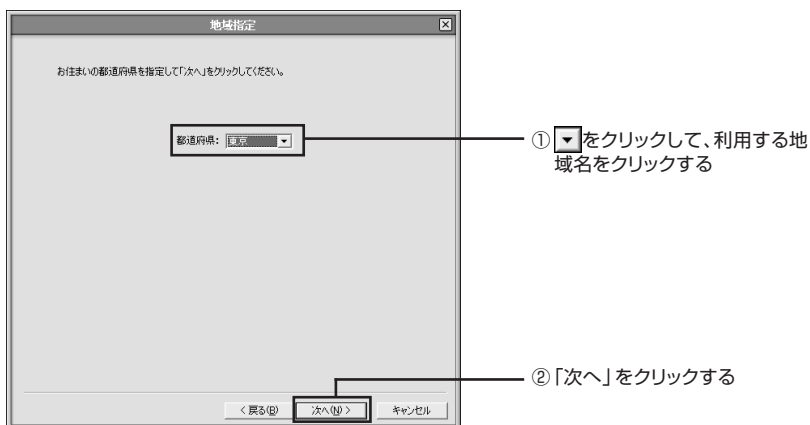 地域指定
お住まいの都道府県を指定して「次へ」をクリックしてください。
都道府県: 東京
① をクリックして、利用する地
域名をクリックする
② 「次へ」をクリックする
< 戻る(B) 次へ(N) > キャンセル